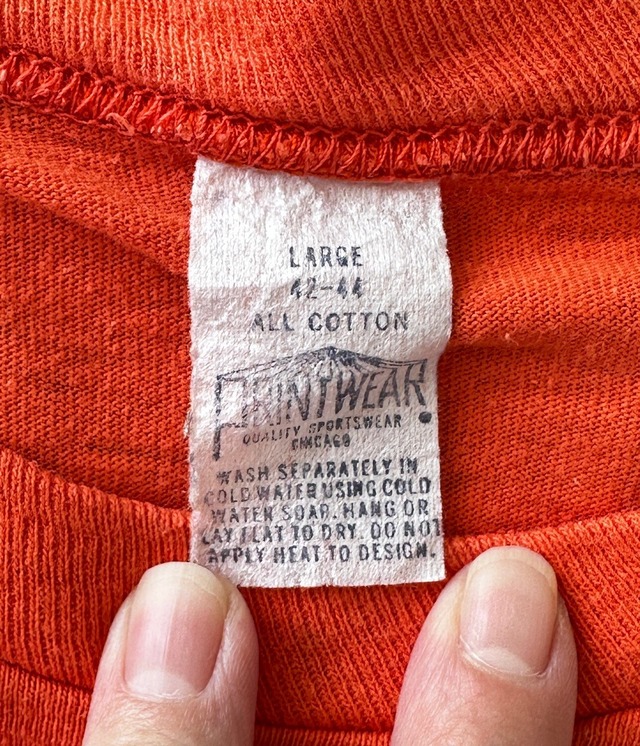 LARGE
42-44
ALL COTTON
PRINTWEAR.
QUALITY SPORTSWEAR
CHICAGO
WASH SEPARATELY IN
COLD WATER USING COLD
WATER SOAP. HANG OR
LAY FLAT TO DRY. DO NOT
APPLY HEAT TO DESIGN.